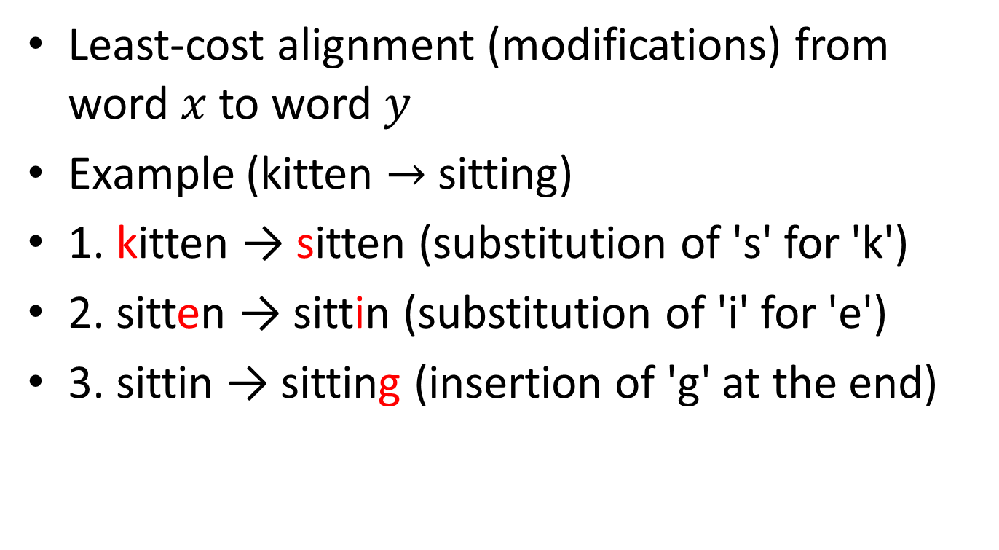 • Least-cost alignment (modifications) from
word x to word y
• Example (kitten → sitting)
• 1. kitten → sitten (substitution of 's' for 'k')
• 2. sitten → sittin (substitution of 'i' for 'e')
• 3. sittin → sitting (insertion of 'g' at the end)